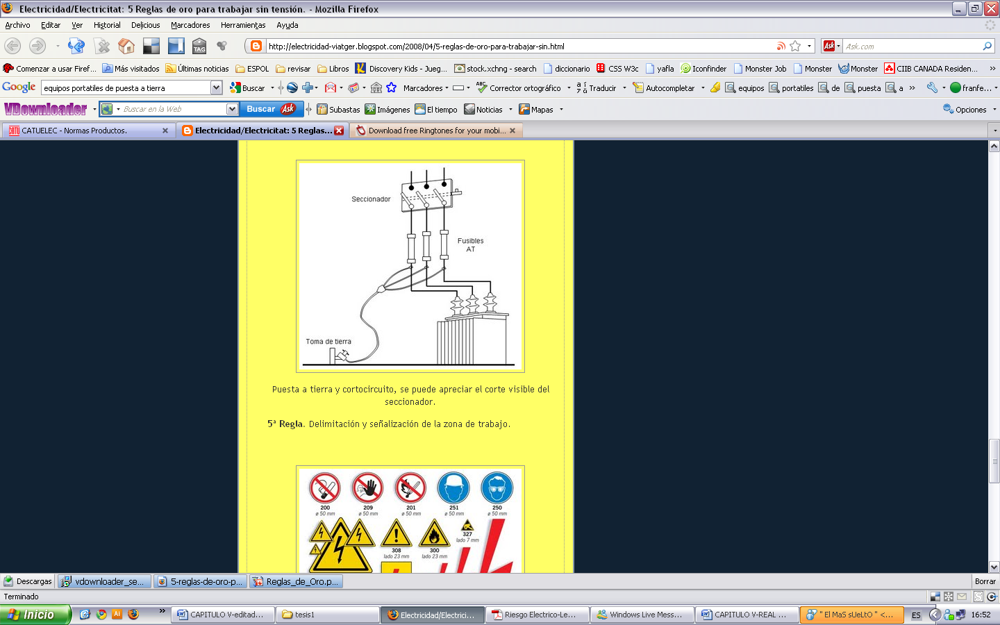 Electricidad/Electricitat: 5 Reglas de oro para trabajar sin tensión. - Mozilla Firefox
Archivo Editar Ver Historial Delicious Marcadores Herramientas Ayuda
http://electricidad-viatger.blogspot.com/2008/04/5-reglas-de-oro-para-trabajar-sin.html
Ask Ask.com
TAG
Comenzar a usar Firef... Más visitados Últimas noticias ESPOL revisar Libros Discovery Kids - Jueg... stock.xchng - search diccionario CSS W3c yafla Iconfinder Monster Job Monster Monster CIIB CANADA Residen... »
Google equipos portatiles de puesta a tierra Buscar Marcadores Corrector ortográfico Traducir Autocompletar equipos portatiles de puesta a » franfe...
VDownloader Buscar en la Web Buscar Ask Subastas Imágenes El tiempo Noticias Mapas Opciones
CATUELEC - Normas Productos. Electricidad/Electricitat: 5 Reglas... Download free Ringtones for your mobi...
Seccionador
Fusibles
AT
Toma de tierra
Puesta a tierra y cortocircuito, se puede apreciar el corte visible del
seccionador.
5ª Regla. Delimitación y señalización de la zona de trabajo.
200 209 201 251 250
ø 50 mm ø 50 mm ø 50 mm ø 50 mm ø 50 mm
327
lado 7 mm
308 300
lado 23 mm lado 23 mm
Descargas vdownloader_se... 5-reglas-de-oro-p... Reglas_de_Oro.p... Borrar
Terminado
Inicio » CAPITULO V-editad... tesis1 Electricidad/Electrici... Riesgo Electrico-Le... Windows Live Mess... CAPITULO V-REAL ... " El MaS sUeLtO " <... ES 16:52